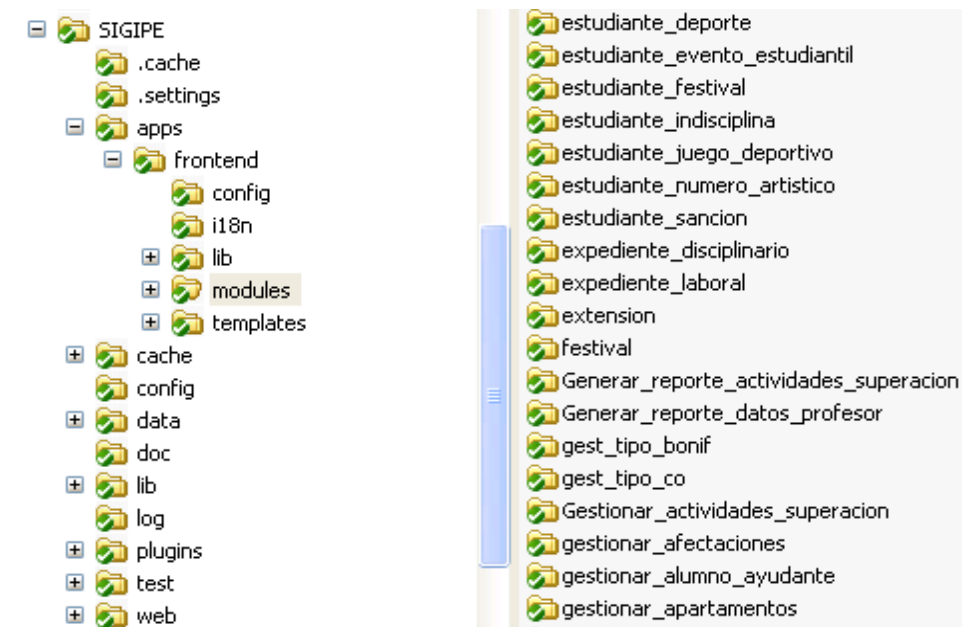 SIGIPE
.cache
.settings
apps
frontend
config
i18n
lib
modules
templates
cache
config
data
doc
lib
log
plugins
test
web
estudiante_deporte
estudiante_evento_estudiantil
estudiante_festival
estudiante_indisciplina
estudiante_juego_deportivo
estudiante_numero_artistico
estudiante_sancion
expediente_disciplinario
expediente_laboral
extension
festival
Generar_reporte_actividades_superacion
Generar_reporte_datos_profesor
gest_tipo_bonif
gest_tipo_co
Gestionar_actividades_superacion
gestionar_afectaciones
gestionar_alumno_ayudante
gestionar_apartamentos